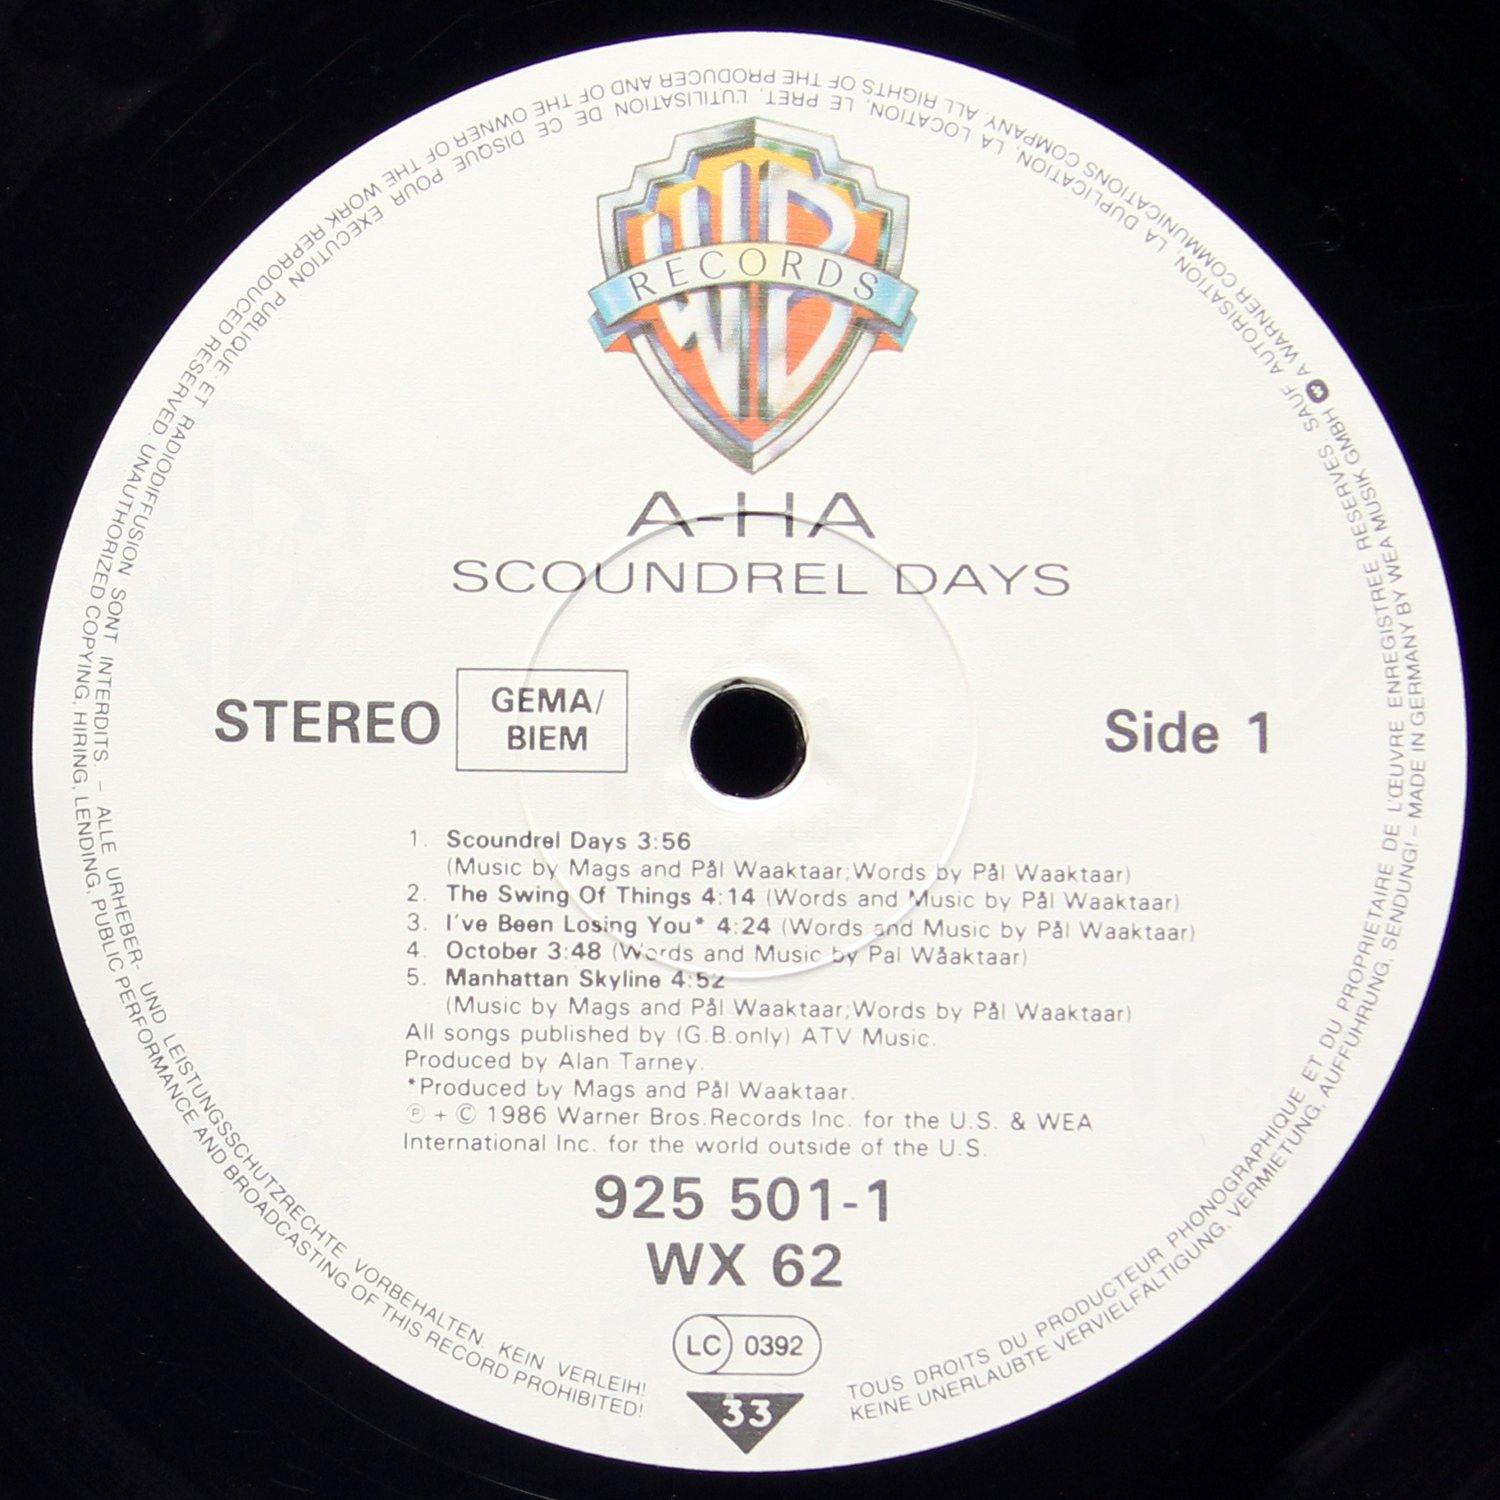 WB
RECORDS
A-HA
SCOUNDREL DAYS
STEREO
GEMA/
BIEM
Side 1
1. Scoundrel Days 3:56
(Music by Mags and Pål Waaktaar;Words by Pål Waaktaar)
2. The Swing Of Things 4:14 (Words and Music by Pål Waaktaar)
3. I've Been Losing You* 4:24 (Words and Music by Pål Waaktaar)
4. October 3:48 (Words and Music by Pal Wåaktaar)
5. Manhattan Skyline 4:52
(Music by Mags and Pål Waaktaar;Words by Pål Waaktaar)
All songs published by (G.B.only) ATV Music.
Produced by Alan Tarney.
*Produced by Mags and Pål Waaktaar.
℗ + © 1986 Warner Bros.Records Inc. for the U.S. & WEA
International Inc. for the world outside of the U.S.
925 501-1
WX 62
LC 0392
33
TOUS DROITS DU PRODUCTEUR PHONOGRAPHIQUE ET DU PROPRIETAIRE DE L'ŒUVRE ENREGISTREE RESERVES. SAUF AUTORISATION, LA DUPLICATION, LA LOCATION, LE PRET, L'UTILISATION DE CE DISQUE POUR EXECUTION PUBLIQUE ET RADIODIFFUSION SONT INTERDITS. – ALLE URHEBER- UND LEISTUNGSSCHUTZRECHTE VORBEHALTEN. KEIN VERLEIH!
KEINE UNERLAUBTE VERVIELFÄLTIGUNG, VERMIETUNG, AUFFÜHRUNG, SENDUNG! – MADE IN GERMANY BY WEA MUSIK GMBH A WARNER COMMUNICATIONS COMPANY. ALL RIGHTS OF THE PRODUCER AND OF THE OWNER OF THE WORK REPRODUCED RESERVED. UNAUTHORIZED COPYING, HIRING, LENDING, PUBLIC PERFORMANCE AND BROADCASTING OF THIS RECORD PROHIBITED!